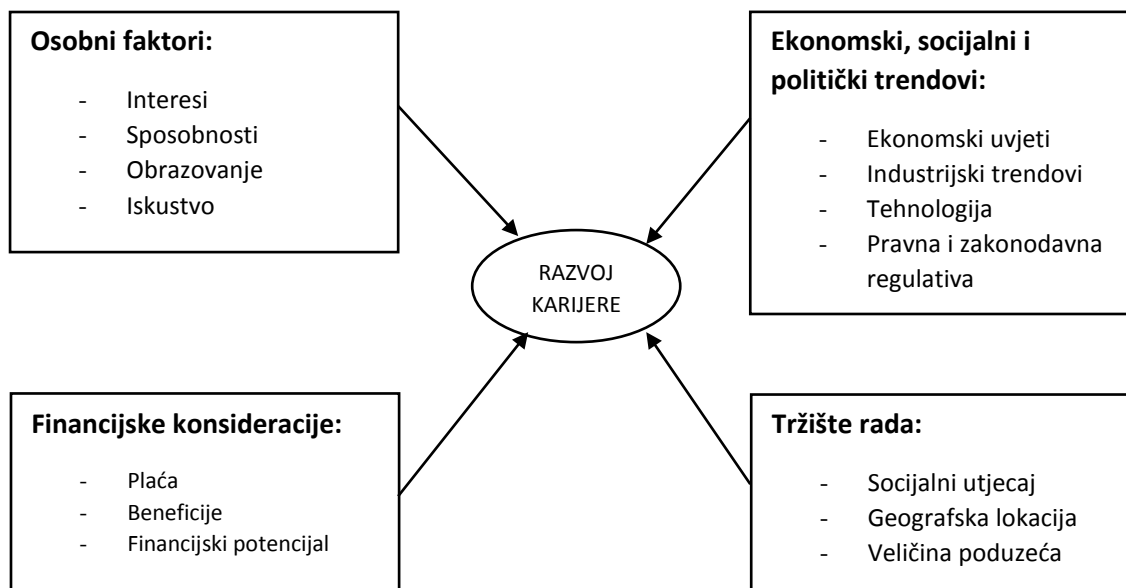 Osobni faktori:
- Interesi
- Sposobnosti
- Obrazovanje
- Iskustvo
Ekonomski, socijalni i
politički trendovi:
- Ekonomski uvjeti
- Industrijski trendovi
- Tehnologija
- Pravna i zakonodavna
regulativa
RAZVOJ
KARIJERE
Financijske konsideracije:
- Plaća
- Beneficije
- Financijski potencijal
Tržište rada:
- Socijalni utjecaj
- Geografska lokacija
- Veličina poduzeća